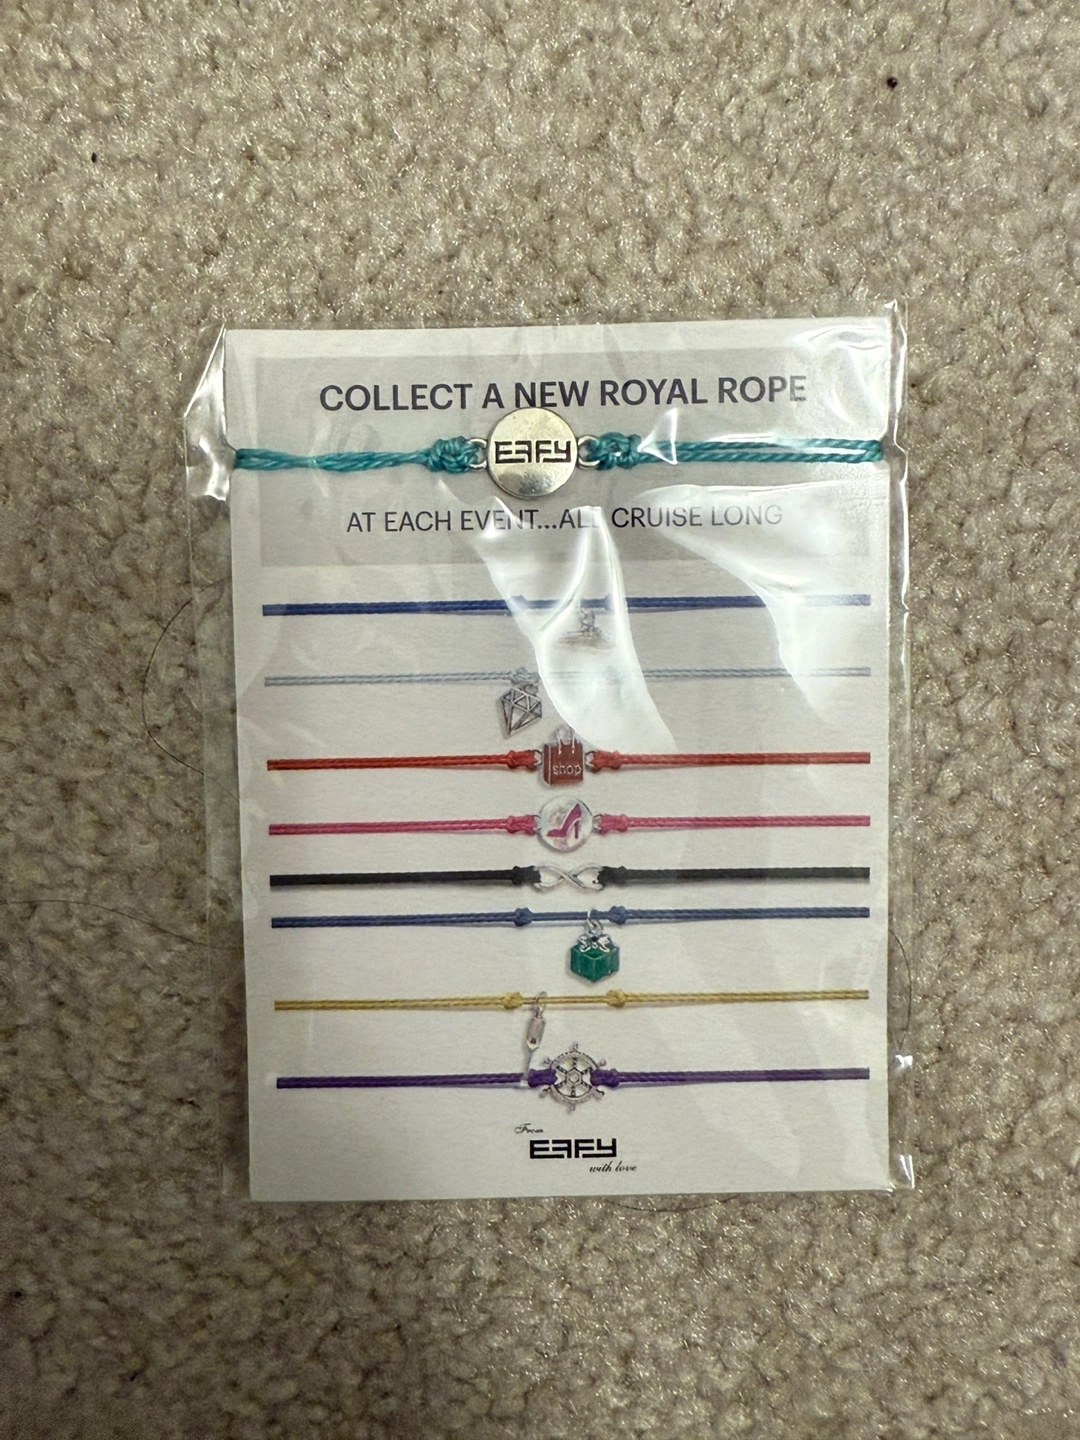 COLLECT A NEW ROYAL ROPE
EFFY
AT EACH EVENT...ALL CRUISE LONG
shop
From
EFFY
with love